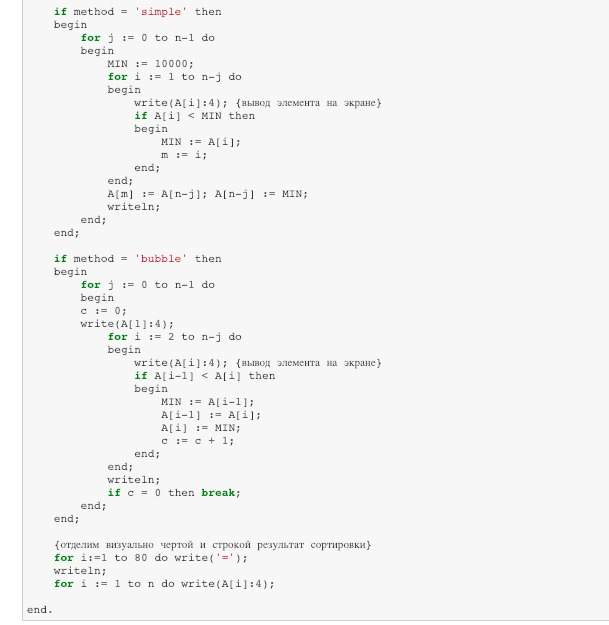 if method = 'simple' then
    begin
        for j := 0 to n-1 do
        begin
            MIN := 10000;
            for i := 1 to n-j do
            begin
                write(A[i]:4); {вывод элемента на экране}
                if A[i] < MIN then
                begin
                    MIN := A[i];
                    m := i;
                end;
            end;
            A[m] := A[n-j]; A[n-j] := MIN;
            writeln;
        end;
    end;

    if method = 'bubble' then
    begin
        for j := 0 to n-1 do
        begin
        c := 0;
        write(A[1]:4);
            for i := 2 to n-j do
            begin
                write(A[i]:4); {вывод элемента на экране}
                if A[i-1] < A[i] then
                begin
                    MIN := A[i-1];
                    A[i-1] := A[i];
                    A[i] := MIN;
                    c := c + 1;
                end;
            end;
            writeln;
            if c = 0 then break;
        end;
    end;

    {отделим визуально чертой и строкой результат сортировки}
    for i:=1 to 80 do write('=');
    writeln;
    for i := 1 to n do write(A[i]:4);

end.